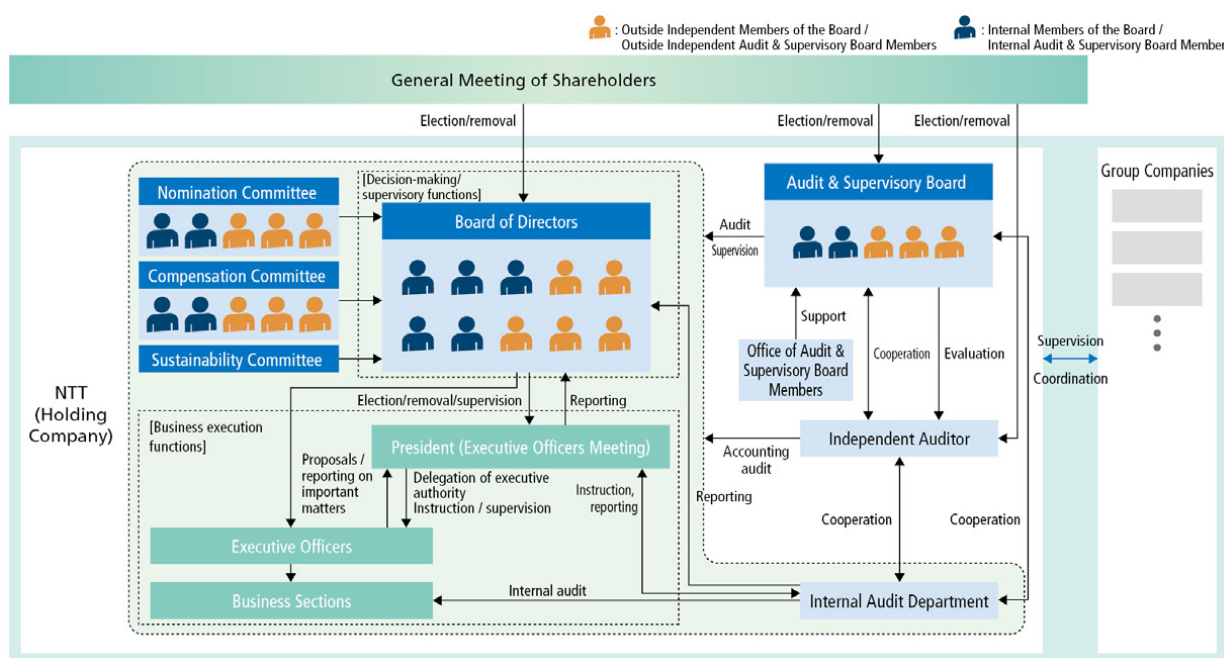 : Outside Independent Members of the Board /
Outside Independent Audit & Supervisory Board Members
: Internal Members of the Board /
Internal Audit & Supervisory Board Member
General Meeting of Shareholders
Election/removal
Election/removal
Election/removal
NTT
(Holding
Company)
Nomination Committee
Compensation Committee
Sustainability Committee
[Decision-making/
supervisory functions]
Board of Directors
Audit & Supervisory Board
Audit
Supervision
Group Companies
Support
Cooperation
Evaluation
Office of Audit &
Supervisory Board
Members
Supervision
Coordination
Election/removal/supervision
Reporting
[Business execution
functions]
President (Executive Officers Meeting)
Independent Auditor
Accounting
audit
Proposals /
reporting on
important
matters
Delegation of executive
authority
Instruction / supervision
Instruction,
reporting
Reporting
Cooperation
Cooperation
Executive Officers
Business Sections
Internal audit
Internal Audit Department